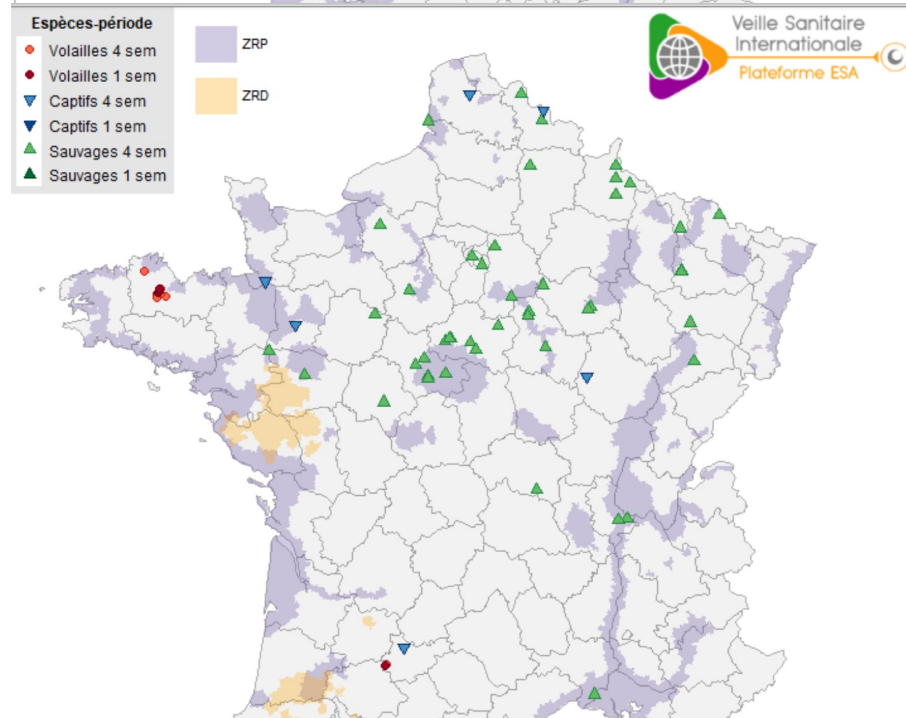 Espèces-période
Volailles 4 sem
Volailles 1 sem
Captifs 4 sem
Captifs 1 sem
Sauvages 4 sem
Sauvages 1 sem
ZRP
ZRD
Veille Sanitaire
Internationale
Plateforme ESA